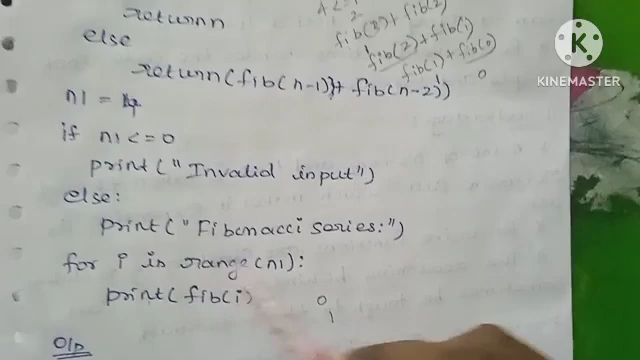 return n
else
return(fib(n-1)+ fib(n-2))
n1 = 4
if n1 <= 0
print("Invalid input")
else:
print("Fibonacci series:")
for i in range(n1):
print(fib(i)
0
1
O/P
fib(3)+ fib(2)
fib(2)+fib(1)
fib(1)+fib(0)
1
0
KINEMASTER